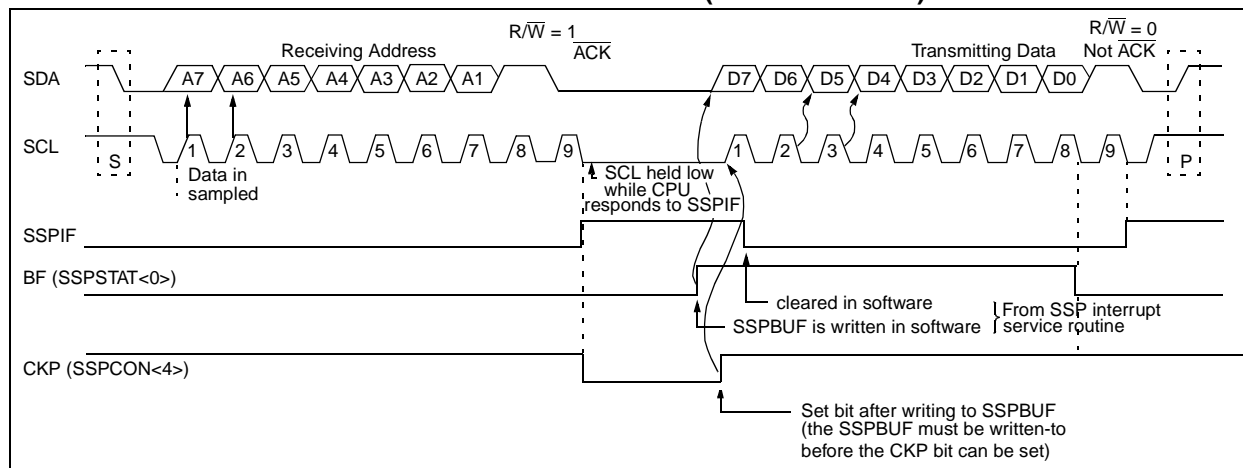 R/W = 1
R/W = 0
Receiving Address
ACK
Transmitting Data
Not ACK
SDA
A7 A6 A5 A4 A3 A2 A1
D7 D6 D5 D4 D3 D2 D1 D0
SCL
S
1 2 3 4 5 6 7 8 9
1 2 3 4 5 6 7 8 9
P
Data in
sampled
SCL held low
while CPU
responds to SSPIF
SSPIF
BF (SSPSTAT<0>)
cleared in software
SSPBUF is written in software
From SSP interrupt
service routine
CKP (SSPCON<4>)
Set bit after writing to SSPBUF
(the SSPBUF must be written-to
before the CKP bit can be set)